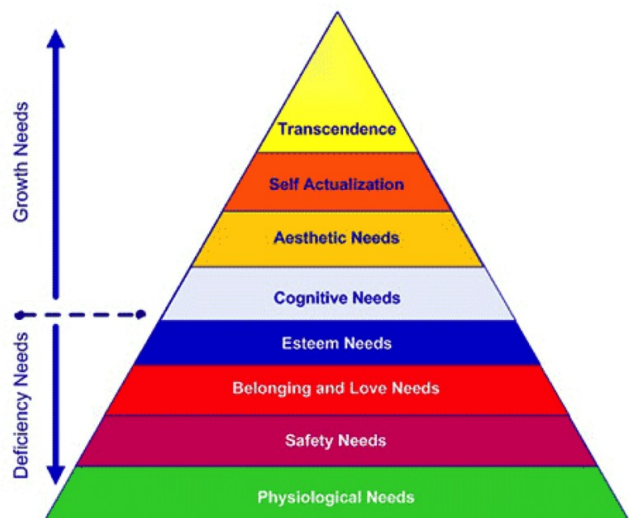 Growth Needs
Deficiency Needs
Transcendence
Self Actualization
Aesthetic Needs
Cognitive Needs
Esteem Needs
Belonging and Love Needs
Safety Needs
Physiological Needs